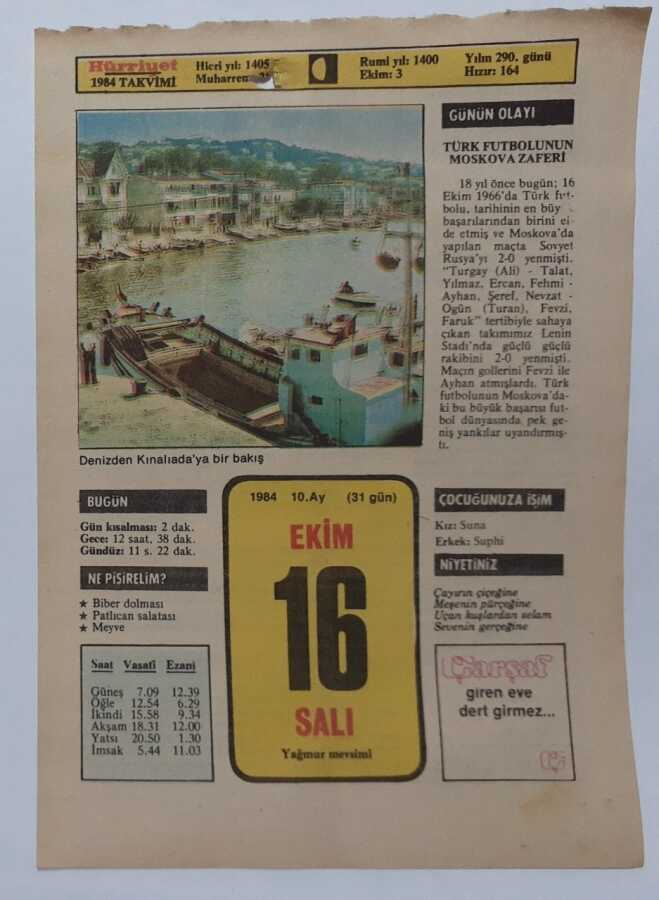 Hürriyet
1984 TAKVİMİ
Hicri yıl: 1405
Muharrem:
Rumi yıl: 1400
Ekim: 3
Yılın 290. günü
Hızır: 164
GÜNÜN OLAYI
TÜRK FUTBOLUNUN
MOSKOVA ZAFERİ
18 yıl önce bugün; 16
Ekim 1966'da Türk fut-
bolu, tarihinin en büy
başarılarından birini el
de etmiş ve Moskova'da
yapılan maçta Sovyet
Rusya'yı 2-0 yenmişti.
"Turgay (Ali) - Talat,
Yılmaz, Ercan, Fehmi -
Ayhan, Şeref, Nevzat -
Ogün (Turan), Fevzi,
Faruk" tertibiyle sahaya
çıkan takımımız Lenin
Stadı'nda güçlü güçlü
rakibini 2-0 yenmişti.
Maçın gollerini Fevzi ile
Ayhan atmışlardı. Türk
futbolunun Moskova'da-
ki bu büyük başarısı fut-
bol dünyasında pek ge-
niş yankılar uyandırmış-
tı.
Denizden Kınalıada'ya bir bakış
BUGÜN
Gün kısalması: 2 dak.
Gece: 12 saat, 38 dak.
Gündüz: 11 s. 22 dak.
NE PİŞİRELİM?
★ Biber dolması
★ Patlıcan salatası
★ Meyve
Saat Vasati Ezani
Güneş 7.09 12.39
Öğle 12.54 6.29
İkindi 15.58 9.34
Akşam 18.31 12.00
Yatsı 20.50 1.30
İmsak 5.44 11.03
1984 10.Ay (31 gün)
EKİM
16
SALI
Yağmur mevsimi
ÇOCUĞUNUZA İSİM
Kız: Suna
Erkek: Suphi
NİYETİNİZ
Çayırın çiçeğine
Meşenin pürçeğine
Uçan kuşlardan selam
Sevenin gerçeğine
Çarşaf
giren eve
dert girmez...